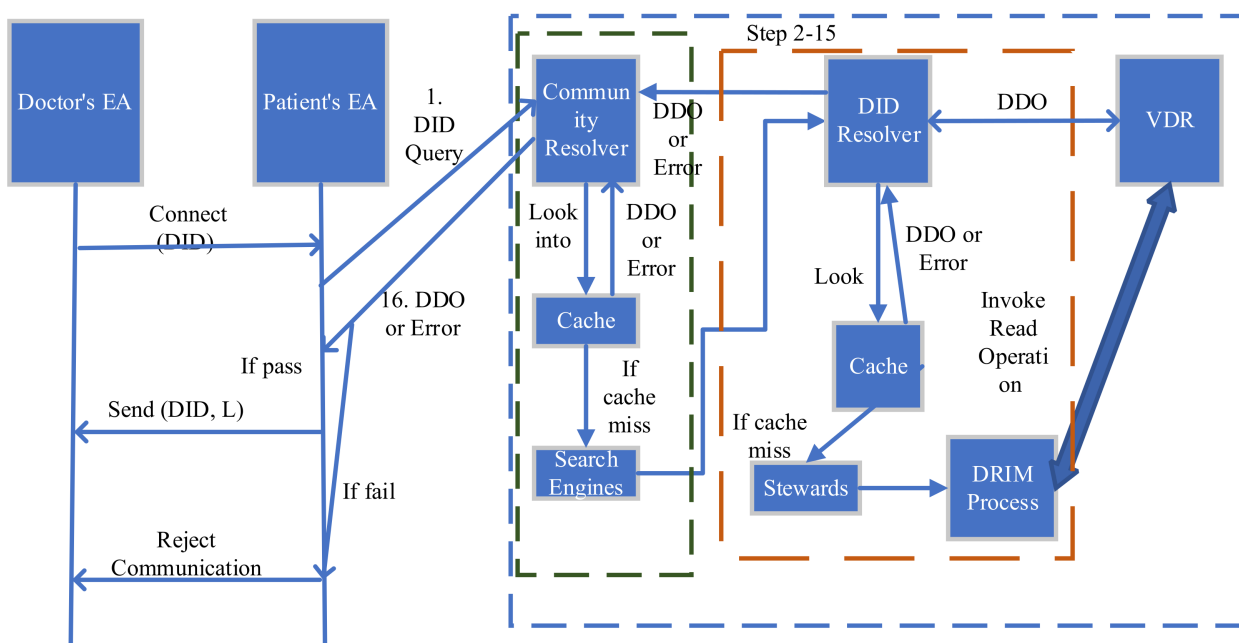 Step 2-15
Doctor's EA
Patient's EA
1.
DID
Query
Commun
ity
Resolver
DDO
or
Error
DID
Resolver
DDO
VDR
Connect
(DID)
Look
into
DDO
or
Error
Look
DDO or
Error
16. DDO
or Error
Cache
Invoke
Read
Operati
on
If pass
If
cache
miss
Cache
Send (DID, L)
If cache
miss
Search
Engines
If fail
Stewards
DRIM
Process
Reject
Communication